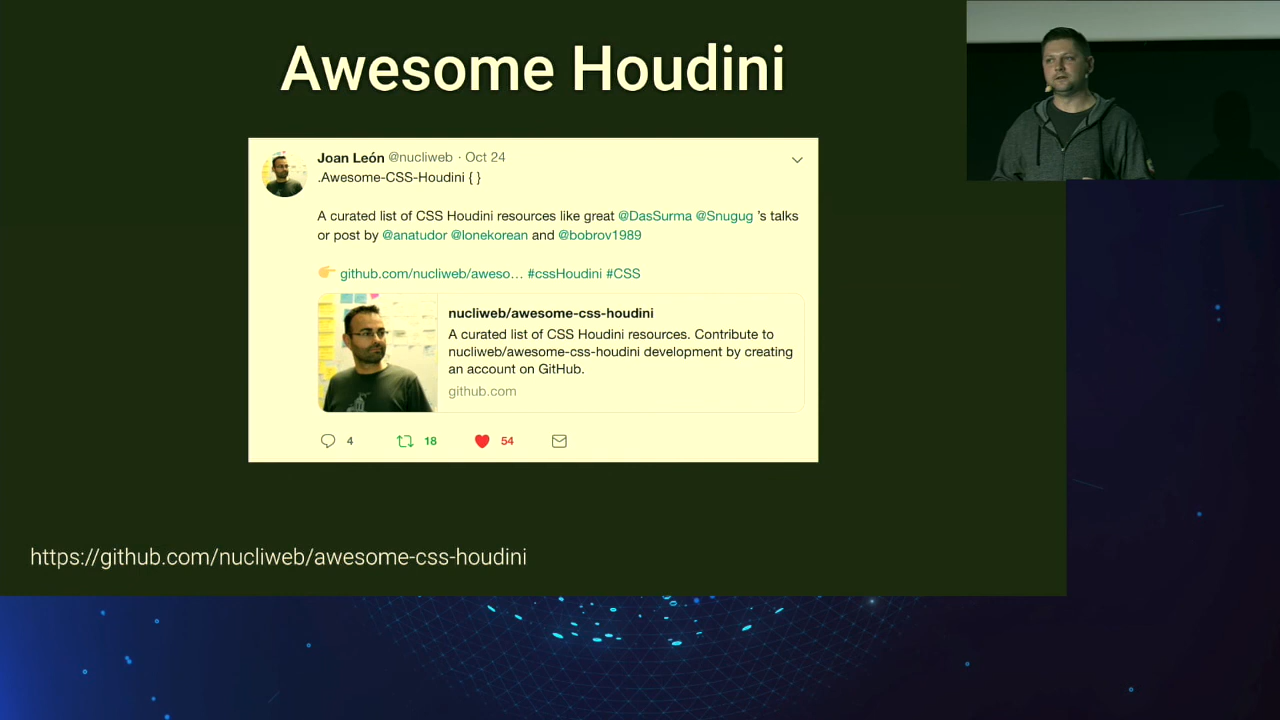 Awesome Houdini
Joan León @nucliweb · Oct 24
.Awesome-CSS-Houdini { }
A curated list of CSS Houdini resources like great @DasSurma @Snugug 's talks
or post by @anatudor @lonekorean and @bobrov1989
github.com/nucliweb/aweso… #cssHoudini #CSS
nucliweb/awesome-css-houdini
A curated list of CSS Houdini resources. Contribute to
nucliweb/awesome-css-houdini development by creating
an account on GitHub.
github.com
4 18 54
https://github.com/nucliweb/awesome-css-houdini